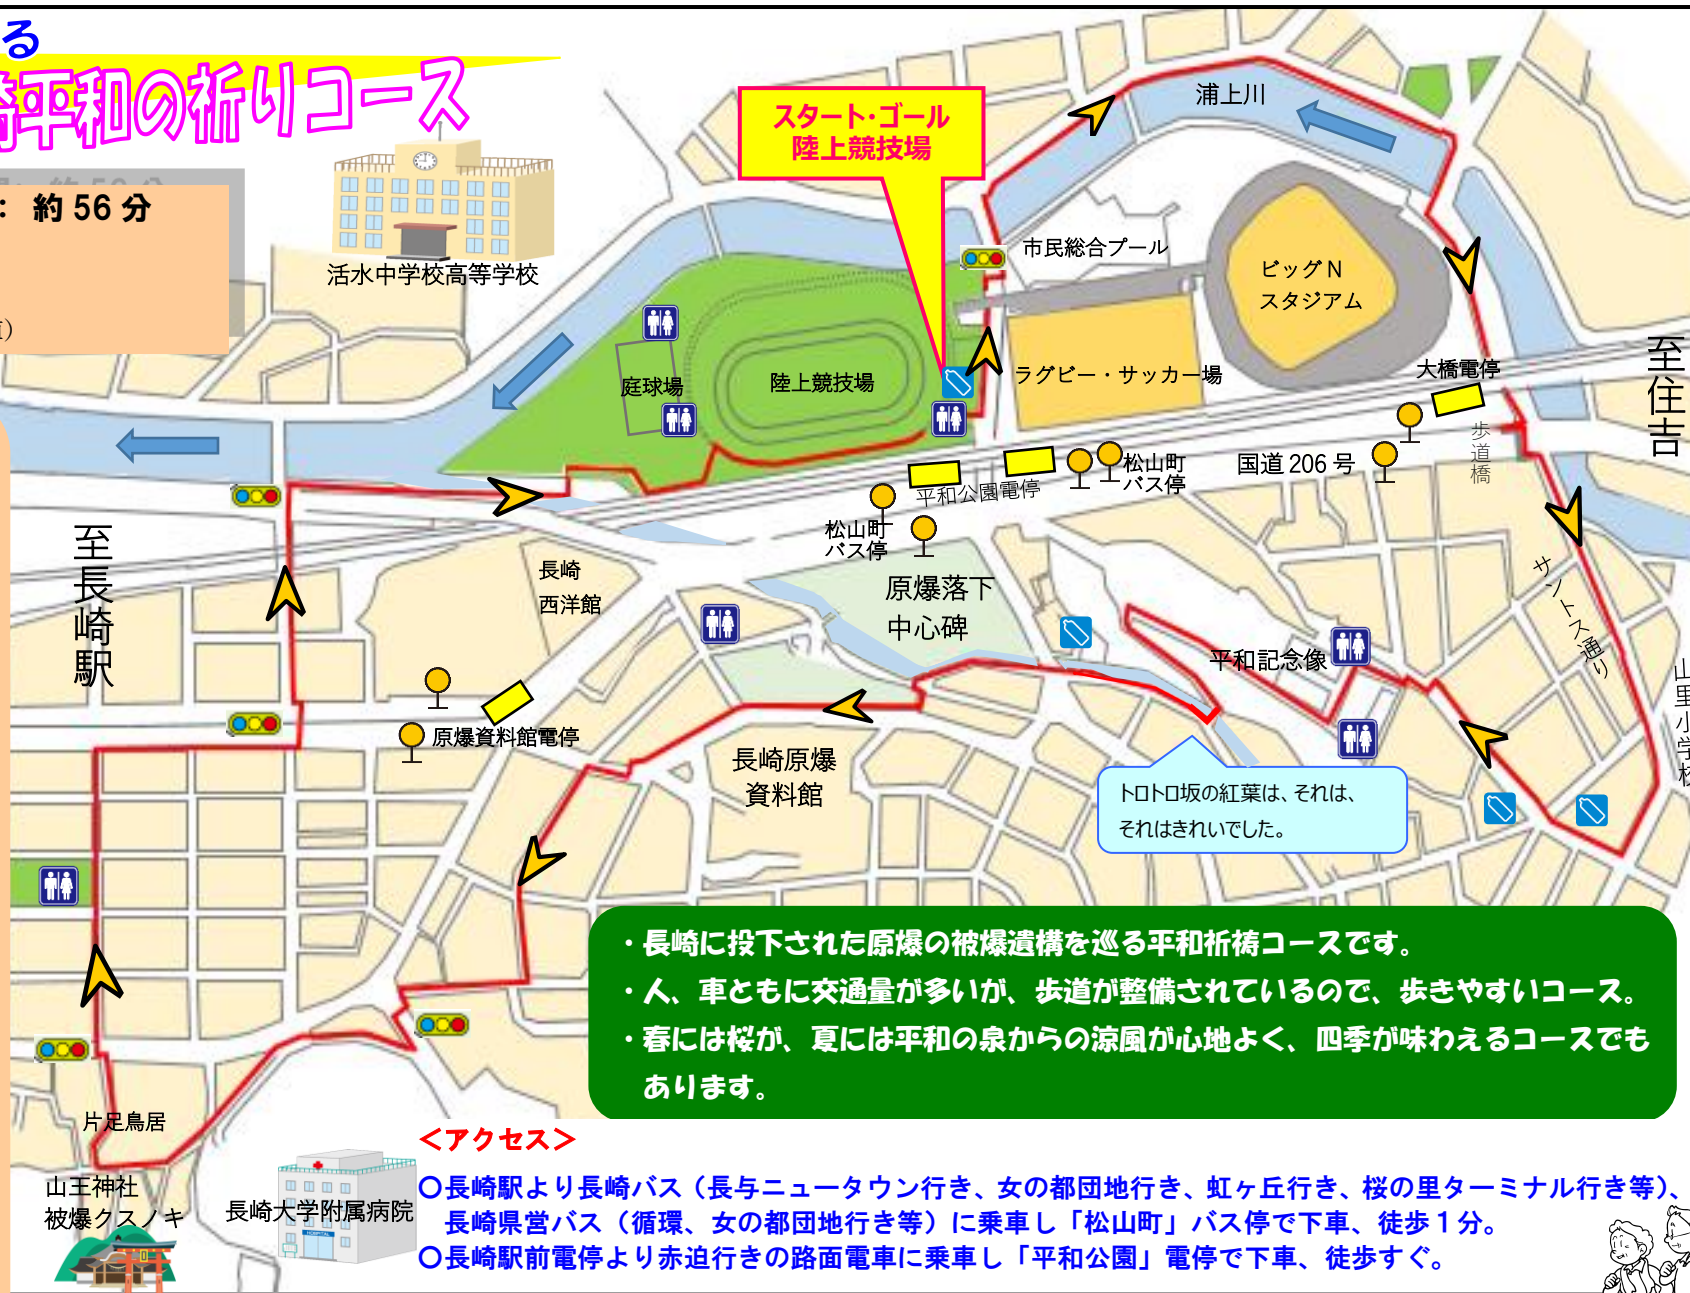 る
崎平和の祈りコース
： 約 56 分
スタート・ゴール
陸上競技場
浦上川
市民総合プール
ビッグＮ
スタジアム
活水中学校高等学校
庭球場
陸上競技場
ラグビー・サッカー場
大橋電停
至住吉
歩道橋
国道 206 号
松山町
バス停
平和公園電停
松山町
バス停
至長崎駅
長崎
西洋館
原爆落下
中心碑
サントス通り
平和記念像
山里小学校
原爆資料館電停
長崎原爆
資料館
トロトロ坂の紅葉は、それは、
それはきれいでした。
・長崎に投下された原爆の被爆遺構を巡る平和祈祷コースです。
・人、車ともに交通量が多いが、歩道が整備されているので、歩きやすいコース。
・春には桜が、夏には平和の泉からの涼風が心地よく、四季が味わえるコースでも
あります。
片足鳥居
山王神社
被爆クスノキ
長崎大学附属病院
HOSPITAL
＜アクセス＞
○長崎駅より長崎バス（長与ニュータウン行き、女の都団地行き、虹ヶ丘行き、桜の里ターミナル行き等）、
長崎県営バス（循環、女の都団地行き等）に乗車し「松山町」バス停で下車、徒歩１分。
○長崎駅前電停より赤迫行きの路面電車に乗車し「平和公園」電停で下車、徒歩すぐ。